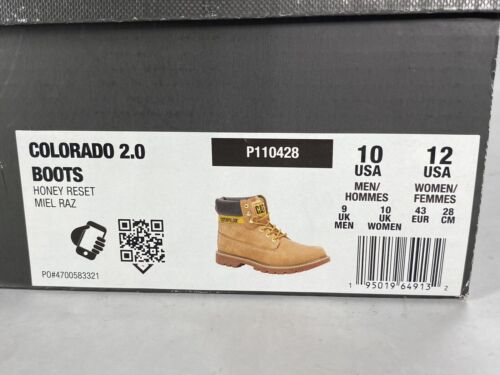 COLORADO 2.0
BOOTS
HONEY RESET
MIEL RAZ
PO#4700583321
P110428
CAT
10
USA
MEN/
HOMMES
12
USA
WOMEN/
FEMMES
9
UK
MEN
10
UK
WOMEN
43
EUR
28
CM
1 95019 64913 2